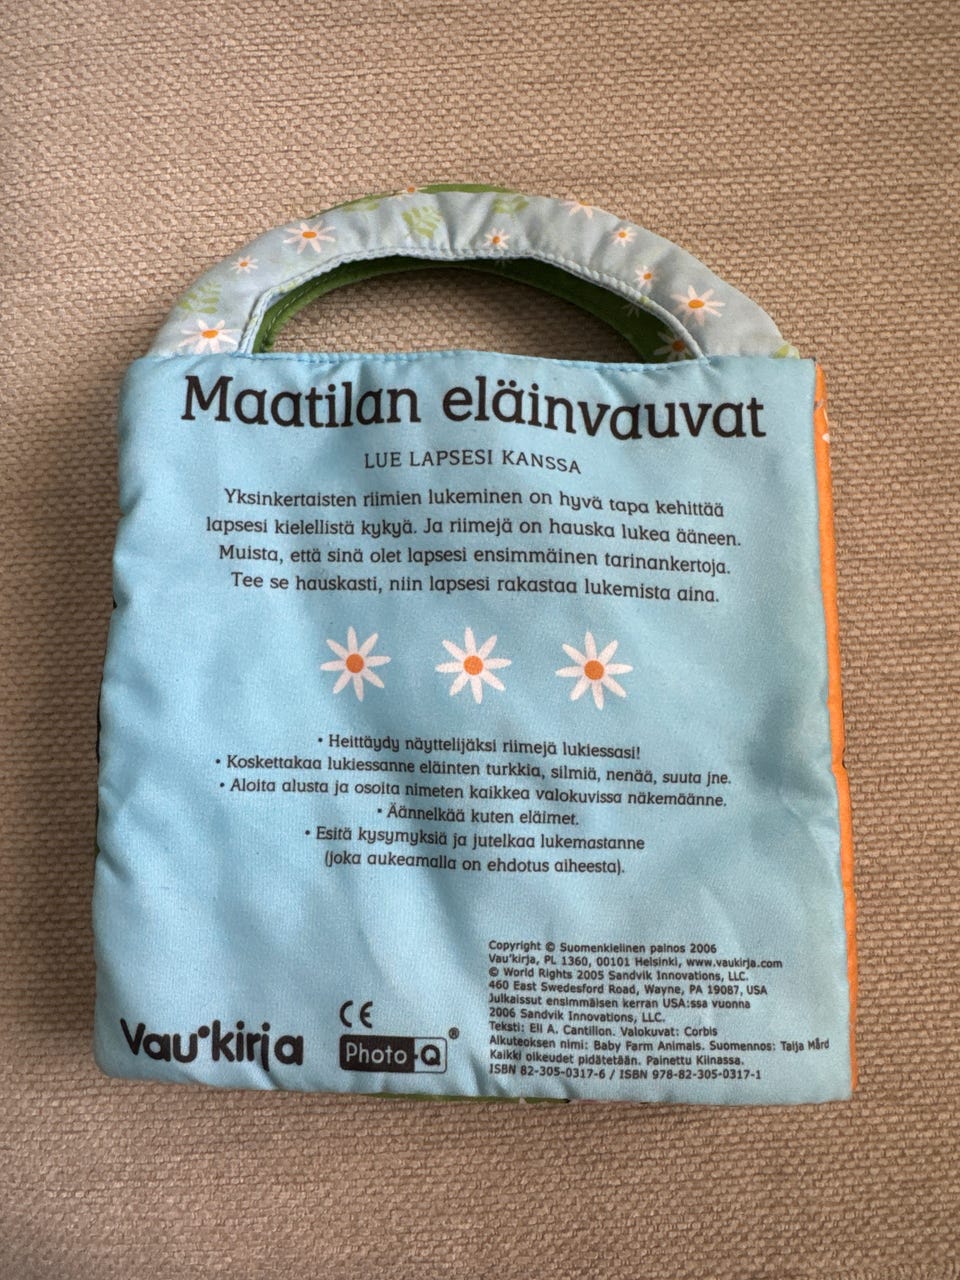 Maatilan eläinvauvat
LUE LAPSESI KANSSA
Yksinkertaisten riimien lukeminen on hyvä tapa kehittää
lapsesi kielellistä kykyä. Ja riimejä on hauska lukea ääneen.
Muista, että sinä olet lapsesi ensimmäinen tarinankertoja.
Tee se hauskasti, niin lapsesi rakastaa lukemista aina.
• Heittäydy näyttelijäksi riimejä lukiessasi!
• Koskettakaa lukiessanne eläinten turkkia, silmiä, nenää, suuta jne.
• Aloita alusta ja osoita nimeten kaikkea valokuvissa näkemäänne.
• Äännelkää kuten eläimet.
• Esitä kysymyksiä ja jutelkaa lukemastanne
(joka aukeamalla on ehdotus aiheesta).
Copyright © Suomenkielinen painos 2006
Vau'kirja, PL 1360, 00101 Helsinki, www.vaukirja.com
© World Rights 2005 Sandvik Innovations, LLC.
460 East Swedesford Road, Wayne, PA 19087, USA
Julkaissut ensimmäisen kerran USA:ssa vuonna
2006 Sandvik Innovations, LLC.
Teksti: Eli A. Cantillon. Valokuvat: Corbis
Alkuteoksen nimi: Baby Farm Animals. Suomennos: Taija Mård
Kaikki oikeudet pidätetään. Painettu Kiinassa.
ISBN 82-305-0317-6 / ISBN 978-82-305-0317-1
Vau•kirja
CE
Photo-Q®